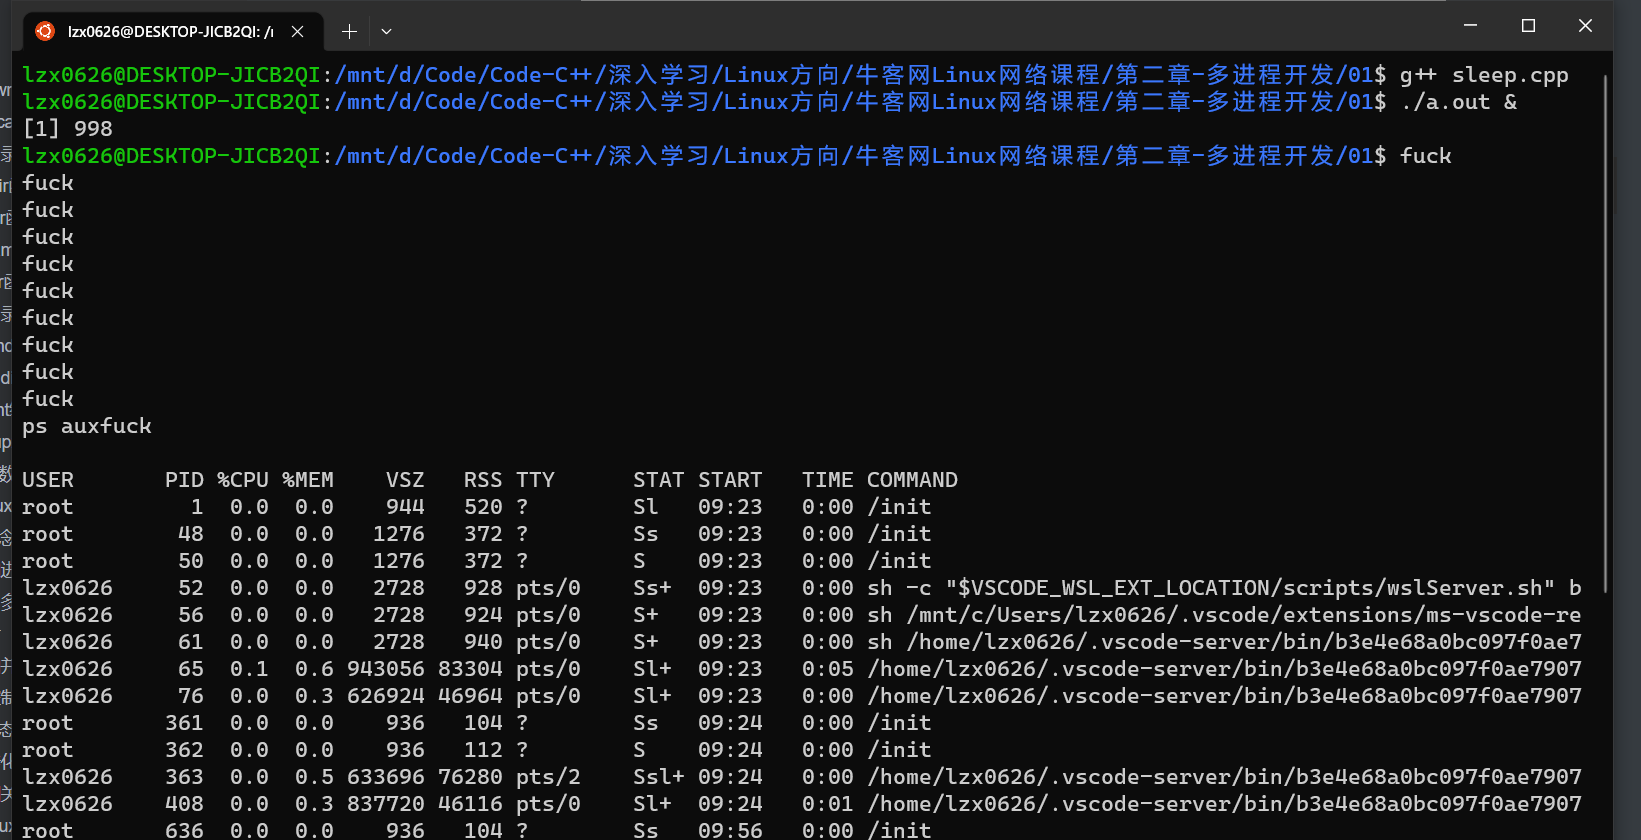 lzx0626@DESKTOP-JICB2QI: /r
lzx0626@DESKTOP-JICB2QI:/mnt/d/Code/Code-C++/深入学习/Linux方向/牛客网Linux网络课程/第二章-多进程开发/01$ g++ sleep.cpp
lzx0626@DESKTOP-JICB2QI:/mnt/d/Code/Code-C++/深入学习/Linux方向/牛客网Linux网络课程/第二章-多进程开发/01$ ./a.out &
[1] 998
lzx0626@DESKTOP-JICB2QI:/mnt/d/Code/Code-C++/深入学习/Linux方向/牛客网Linux网络课程/第二章-多进程开发/01$ fuck
fuck
fuck
fuck
fuck
fuck
fuck
fuck
fuck
fuck
ps auxfuck
USER PID %CPU %MEM VSZ RSS TTY STAT START TIME COMMAND
root 1 0.0 0.0 944 520 ? Sl 09:23 0:00 /init
root 48 0.0 0.0 1276 372 ? Ss 09:23 0:00 /init
root 50 0.0 0.0 1276 372 ? S 09:23 0:00 /init
lzx0626 52 0.0 0.0 2728 928 pts/0 Ss+ 09:23 0:00 sh -c "$VSCODE_WSL_EXT_LOCATION/scripts/wslServer.sh" b
lzx0626 56 0.0 0.0 2728 924 pts/0 S+ 09:23 0:00 sh /mnt/c/Users/lzx0626/.vscode/extensions/ms-vscode-re
lzx0626 61 0.0 0.0 2728 940 pts/0 S+ 09:23 0:00 sh /home/lzx0626/.vscode-server/bin/b3e4e68a0bc097f0ae7
lzx0626 65 0.1 0.6 943056 83304 pts/0 Sl+ 09:23 0:05 /home/lzx0626/.vscode-server/bin/b3e4e68a0bc097f0ae7907
lzx0626 76 0.0 0.3 626924 46964 pts/0 Sl+ 09:23 0:00 /home/lzx0626/.vscode-server/bin/b3e4e68a0bc097f0ae7907
root 361 0.0 0.0 936 104 ? Ss 09:24 0:00 /init
root 362 0.0 0.0 936 112 ? S 09:24 0:00 /init
lzx0626 363 0.0 0.5 633696 76280 pts/2 Ssl+ 09:24 0:00 /home/lzx0626/.vscode-server/bin/b3e4e68a0bc097f0ae7907
lzx0626 408 0.0 0.3 837720 46116 pts/0 Sl+ 09:24 0:01 /home/lzx0626/.vscode-server/bin/b3e4e68a0bc097f0ae7907
root 636 0.0 0.0 936 104 ? Ss 09:56 0:00 /init